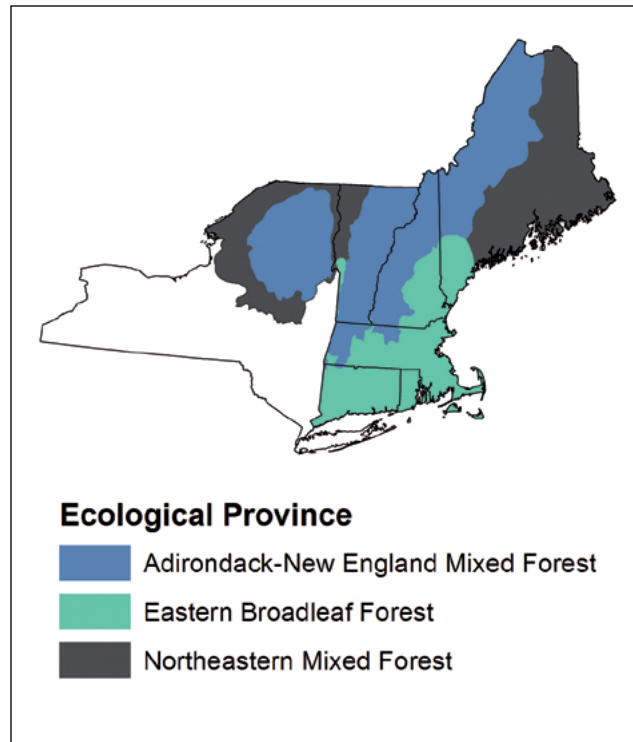 Ecological Province
Adirondack-New England Mixed Forest
Eastern Broadleaf Forest
Northeastern Mixed Forest